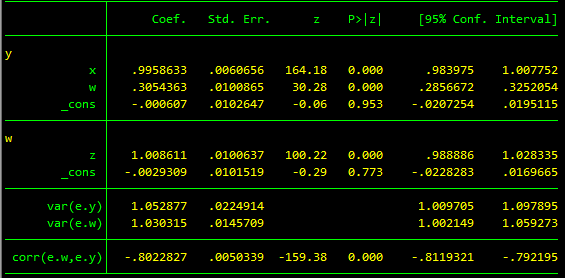 Coef. Std. Err. z P>|z| [95% Conf. Interval]
y
x .9958633 .0060656 164.18 0.000 .983975 1.007752
w .3054363 .0100865 30.28 0.000 .2856672 .3252054
_cons -.000607 .0102647 -0.06 0.953 -.0207254 .0195115
w
z 1.008611 .0100637 100.22 0.000 .988886 1.028335
_cons -.0029309 .0101519 -0.29 0.773 -.0228283 .0169665
var(e.y) 1.052877 .0224914 1.009705 1.097895
var(e.w) 1.030315 .0145709 1.002149 1.059273
corr(e.w,e.y) -.8022827 .0050339 -159.38 0.000 -.8119321 -.792195